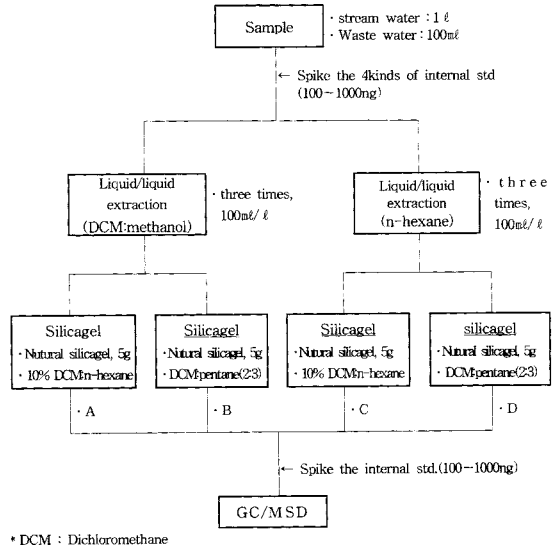 Sample
· stream water : 1 ℓ
· Waste water : 100㎖
← Spike the 4kinds of internal std
(100~1000ng)
Liquid/liquid
extraction
(DCM:methanol)
· three times,
100㎖/ ℓ
Liquid/liquid
extraction
(n-hexane)
· three
times,
100㎖/ℓ
Silicagel
· Nutural silicagel, 5g
· 10% DCM:n-hexane
Silicagel
· Nutural silicagel, 5g
· DCM:pentane(2:3)
Silicagel
· Nutural silicagel, 5g
· 10% DCM:n-hexane
silicagel
· Nutural silicagel, 5g
· DCM:pentane(2:3)
· A
· B
· C
· D
← Spike the internal std.(100~1000ng)
GC/MSD
* DCM : Dichloromethane